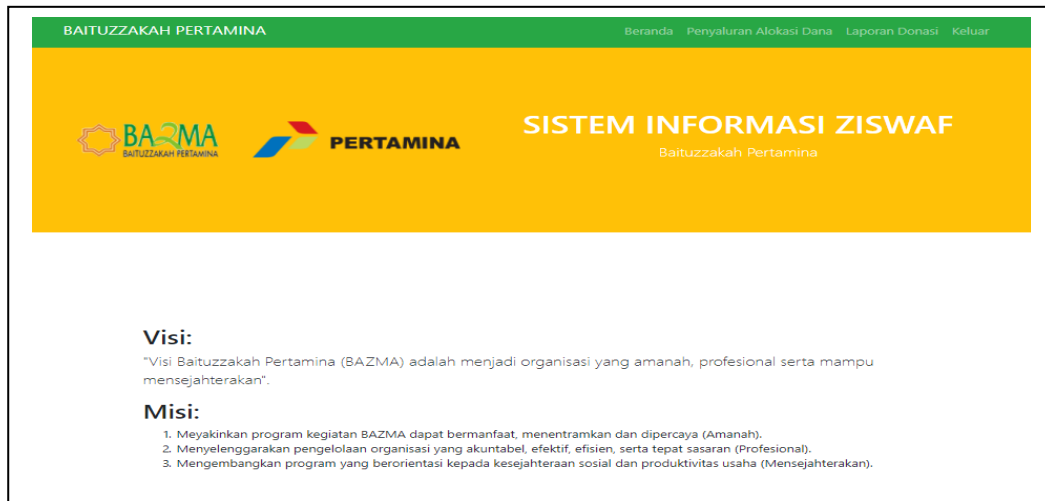 BAITUZZAKAH PERTAMINA Beranda Penyaluran Alokasi Dana Laporan Donasi Keluar
BAZMA
BAITUZZAKAH PERTAMINA
PERTAMINA
SISTEM INFORMASI ZISWAF
Baituzzakah Pertamina
Visi:
"Visi Baituzzakah Pertamina (BAZMA) adalah menjadi organisasi yang amanah, profesional serta mampu
mensejahterakan".
Misi:
1. Meyakinkan program kegiatan BAZMA dapat bermanfaat, menentramkan dan dipercaya (Amanah).
2. Menyelenggarakan pengelolaan organisasi yang akuntabel, efektif, efisien, serta tepat sasaran (Profesional).
3. Mengembangkan program yang berorientasi kepada kesejahteraan sosial dan produktivitas usaha (Mensejahterakan).